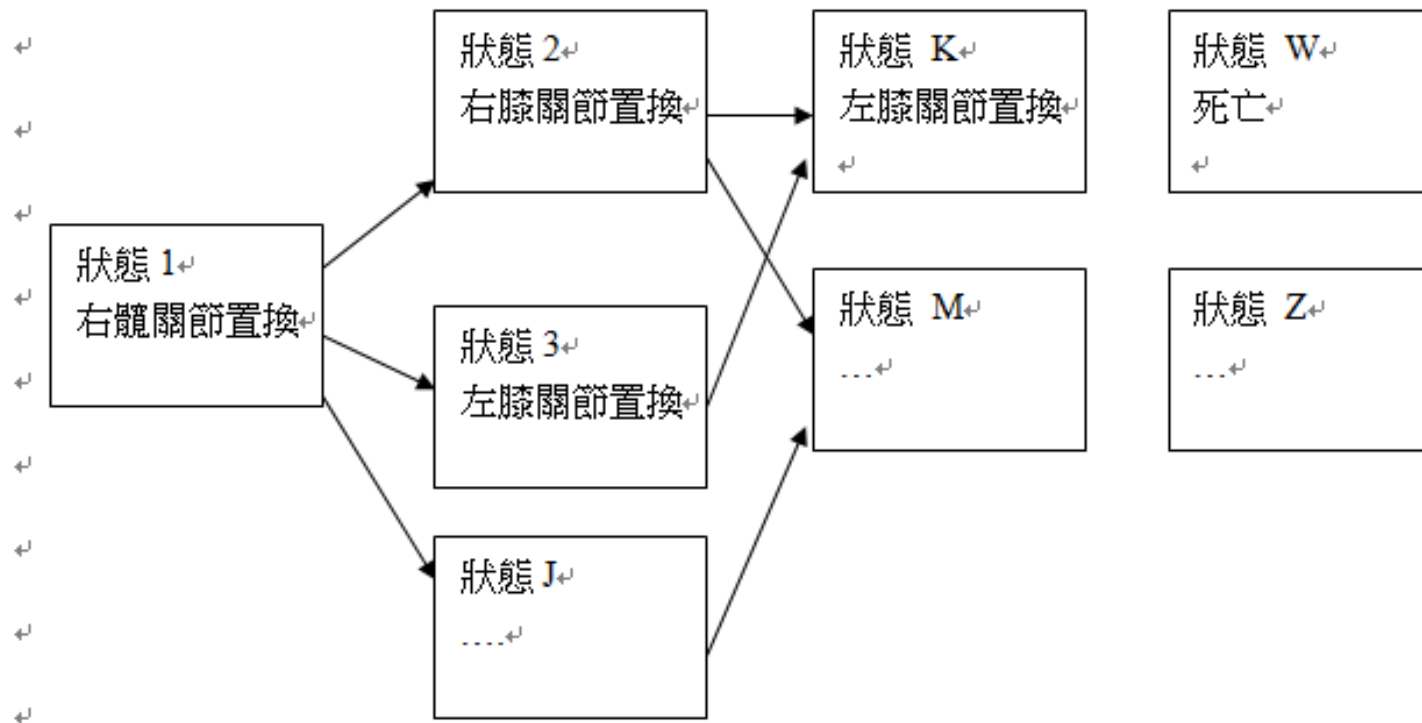 狀態 1
右髖關節置換
狀態 2
右膝關節置換
狀態 3
左膝關節置換
狀態 J
....
狀態 K
左膝關節置換
狀態 M
...
狀態 W
死亡
狀態 Z
...